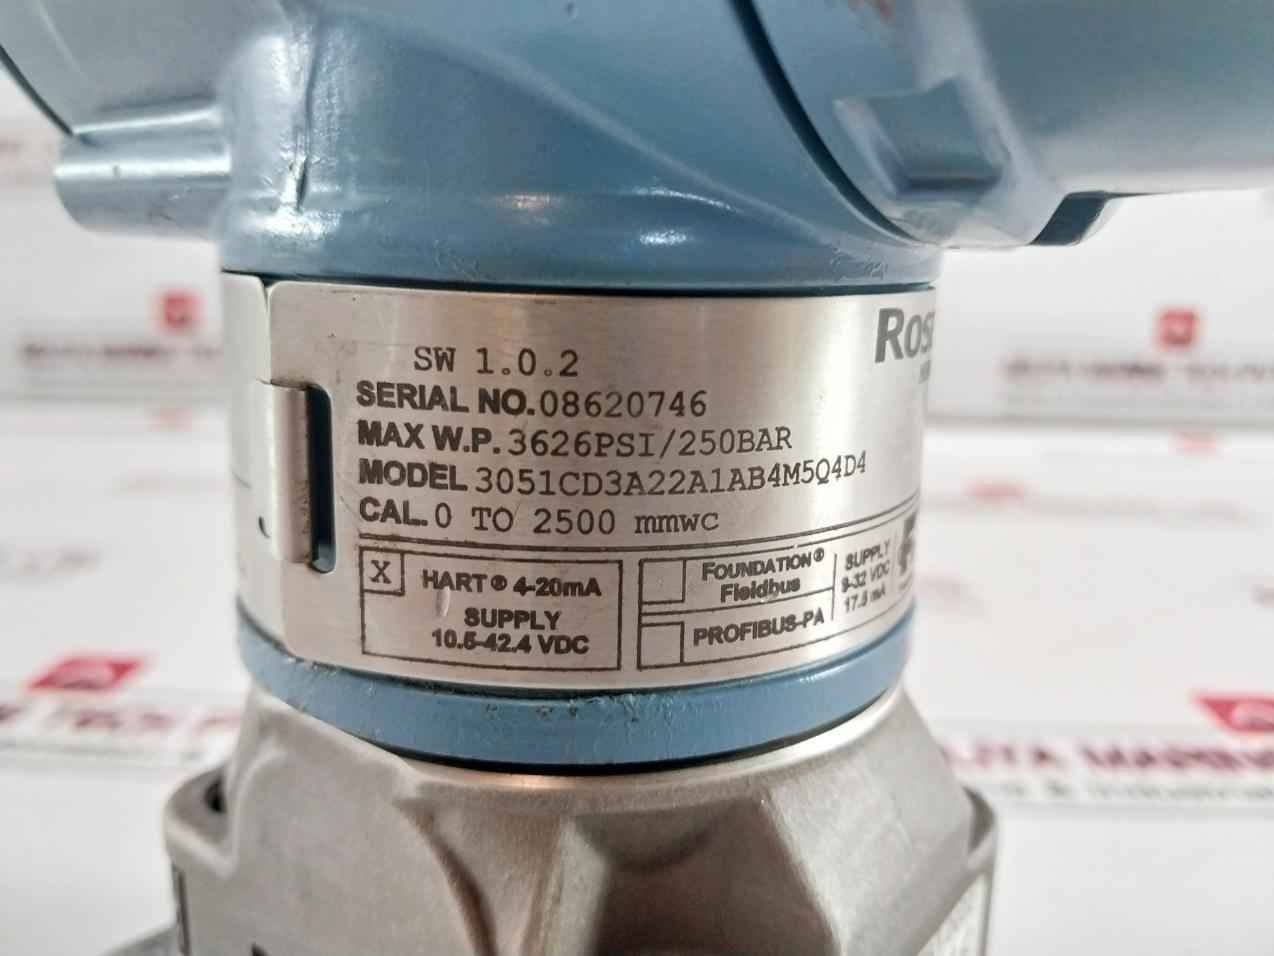 SW 1.0.2
SERIAL NO. 08620746
MAX W.P. 3626PSI/250BAR
MODEL 3051CD3A22A1AB4M5Q4D4
CAL. 0 TO 2500 mmwc
X HART® 4-20mA
SUPPLY
10.5-42.4 VDC
FOUNDATION®
Fieldbus
PROFIBUS-PA
SUPPLY
9-32 VDC
17.5 mA